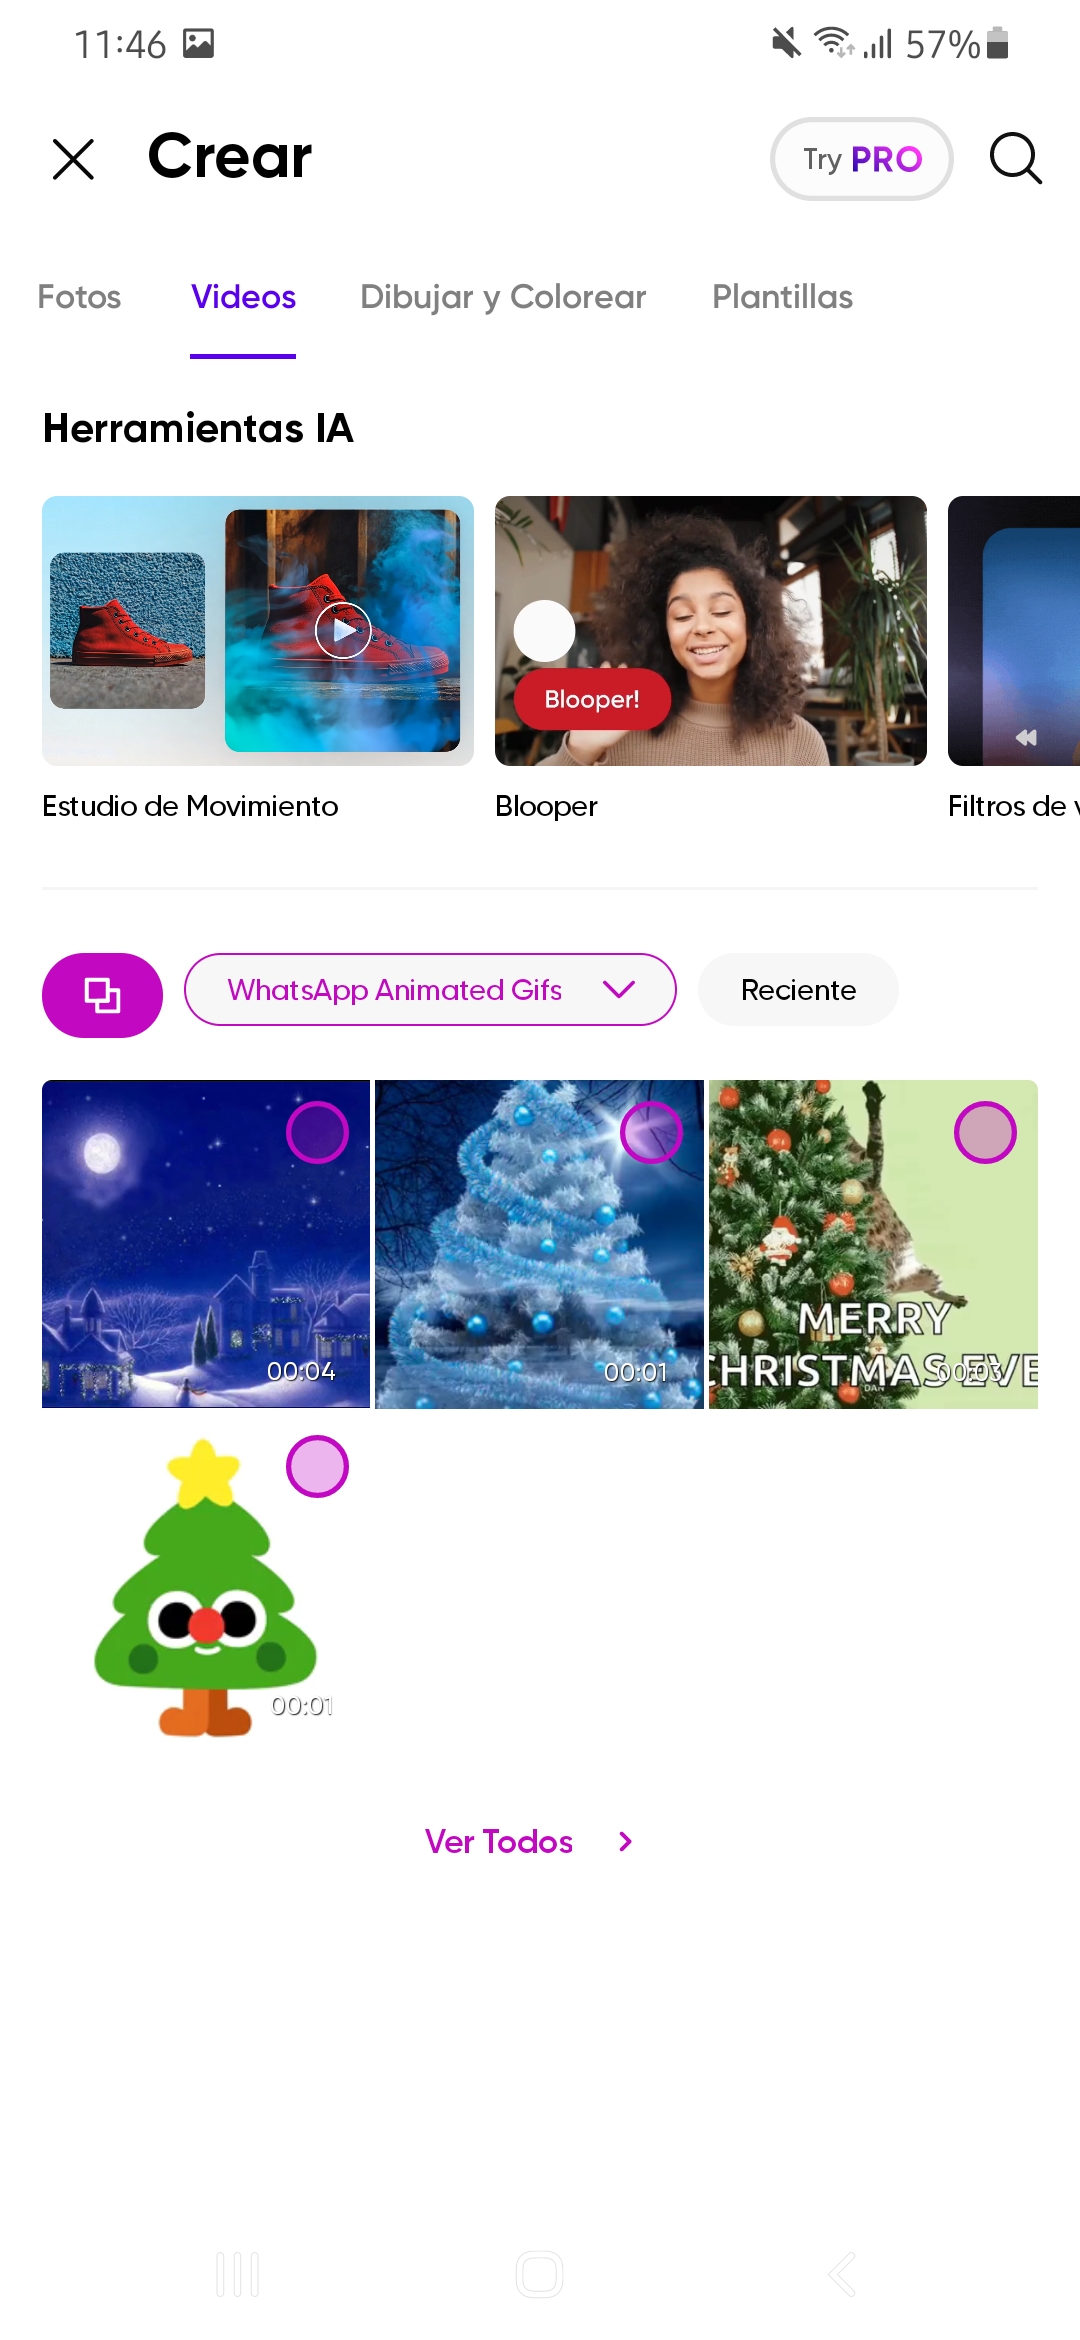 11:46
57%
Crear
Try PRO
Fotos
Videos
Dibujar y Colorear
Plantillas
Herramientas IA
Blooper!
Estudio de Movimiento
Blooper
Filtros de v
WhatsApp Animated Gifs
Reciente
MERRY
CHRISTMAS EVE
DAN
00:04
00:01
00:03
00:01
Ver Todos